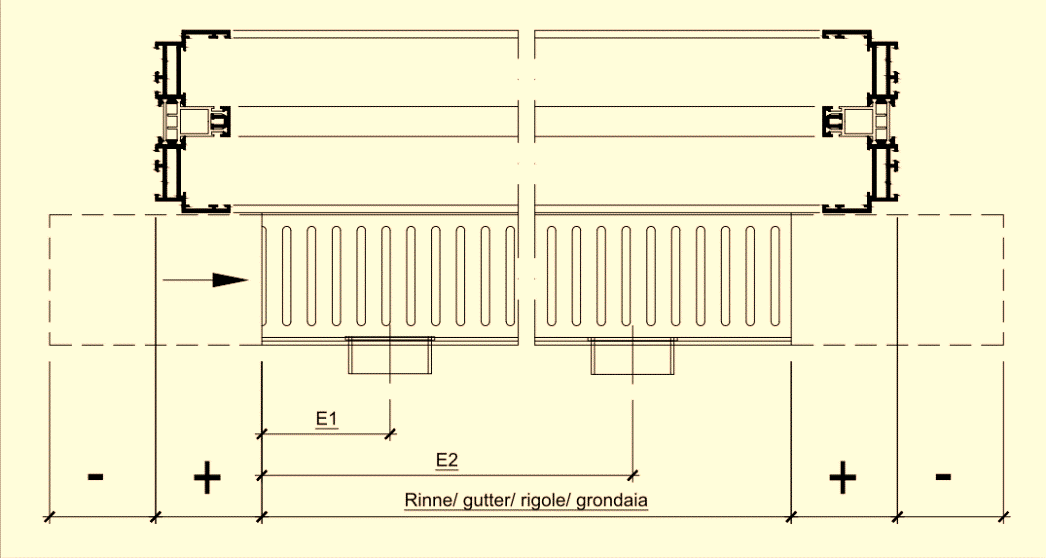 E1
E2
- + + -
Rinne/ gutter/ rigole/ grondaia